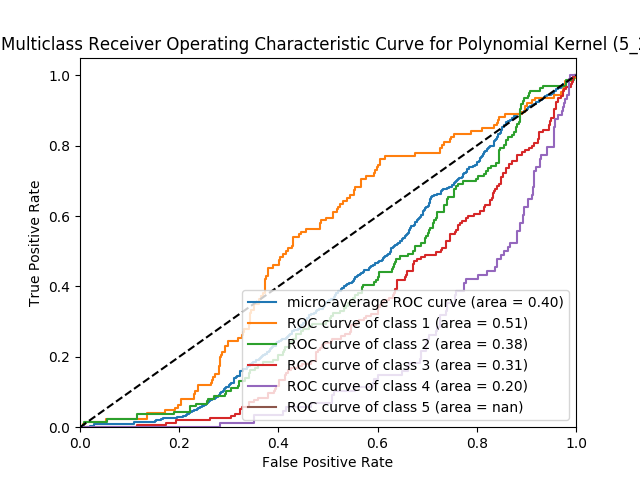 Multiclass Receiver Operating Characteristic Curve for Polynomial Kernel
1.0
0.8
0.6
0.4
0.2
0.0
True Positive Rate
micro-average ROC curve (area = 0.40)
ROC curve of class 1 (area = 0.51)
ROC curve of class 2 (area = 0.38)
ROC curve of class 3 (area = 0.31)
ROC curve of class 4 (area = 0.20)
ROC curve of class 5 (area = nan)
0.0 0.2 0.4 0.6 0.8 1.0
False Positive Rate